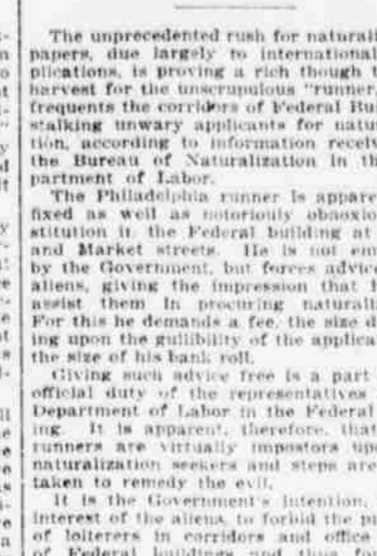 The unprecedented rush for naturali
papers, due largely to international
plications, is proving a rich though t
harvest for the unscrupulous "runner,
frequents the corridors of Federal Bu
stalking unwary applicants for natur
tion, according to information receiv
the Bureau of Naturalization in th
partment of Labor.
The Philadelphia runner is appare
fixed as well as notoriouly obnoxio
stitution in the Federal building at
and Market streets. He is not em
by the Government, but forces advice
aliens, giving the impression that
assist them in procuring naturali
For this he demands a fee, the size d
ing upon the gullibility of the applica
the size of his bank roll.
Giving such advice free is a part
official duty of the representatives
Department of Labor in the Federal
ing. It is apparent, therefore, that
runners are virtually impostors up
naturalization seekers and steps are
taken to remedy the evil.
It is the Government's intention,
interest of the aliens, to forbid the p
of loiterers in corridors and office
of Federal buildings and thus